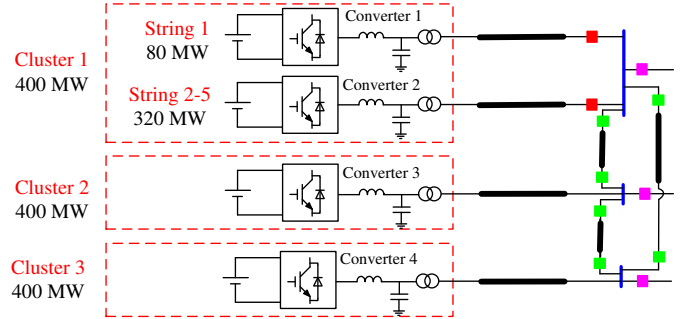 String 1
80 MW
Converter 1
Cluster 1
400 MW
String 2-5
320 MW
Converter 2
Cluster 2
400 MW
Converter 3
Cluster 3
400 MW
Converter 4